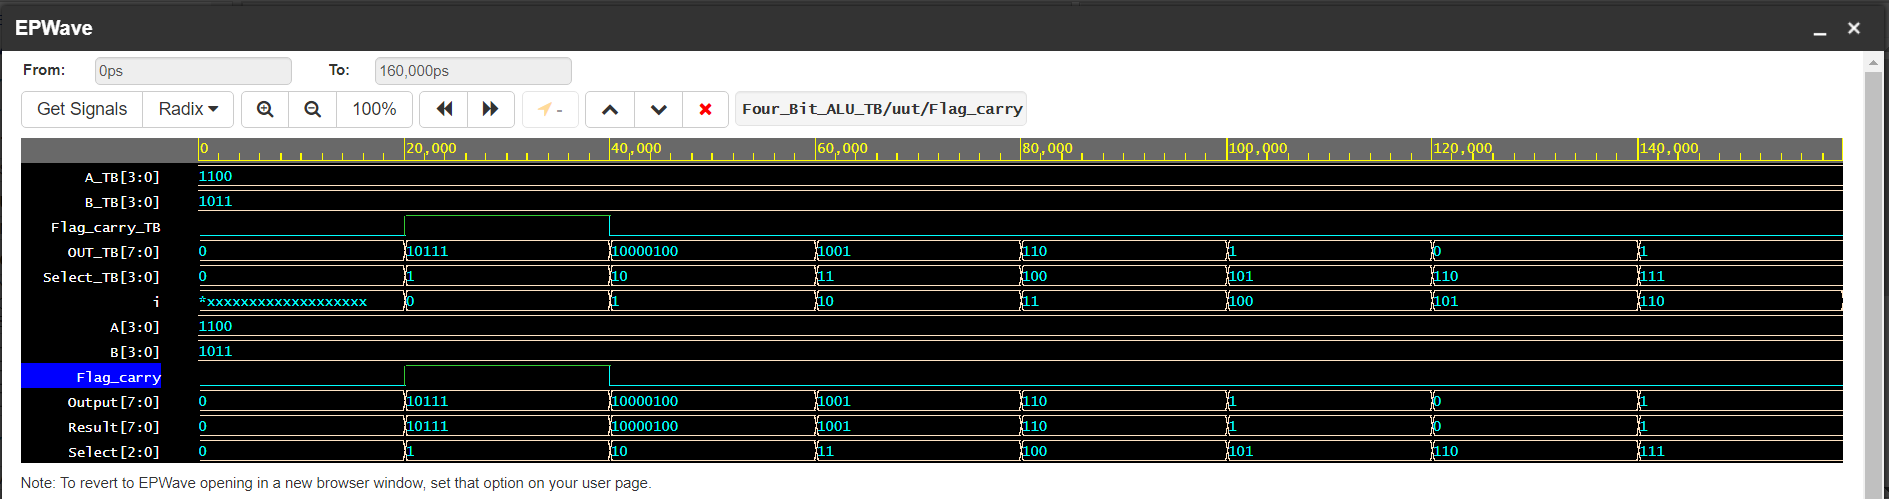 EPWave
From: 0ps To: 160,000ps
Get Signals Radix 100% - Four_Bit_ALU_TB/uut/Flag_carry
0 20,000 40,000 60,000 80,000 100,000 120,000 140,000
A_TB[3:0] 1100
B_TB[3:0] 1011
Flag_carry_TB
OUT_TB[7:0] 0 10111 10000100 1001 110 1 0 1
Select_TB[3:0] 0 1 10 11 100 101 110 111
i *xxxxxxxxxxxxxxxxxxx 0 1 10 11 100 101 110
A[3:0] 1100
B[3:0] 1011
Flag_carry
Output[7:0] 0 10111 10000100 1001 110 1 0 1
Result[7:0] 0 10111 10000100 1001 110 1 0 1
Select[2:0] 0 1 10 11 100 101 110 111
Note: To revert to EPWave opening in a new browser window, set that option on your user page.